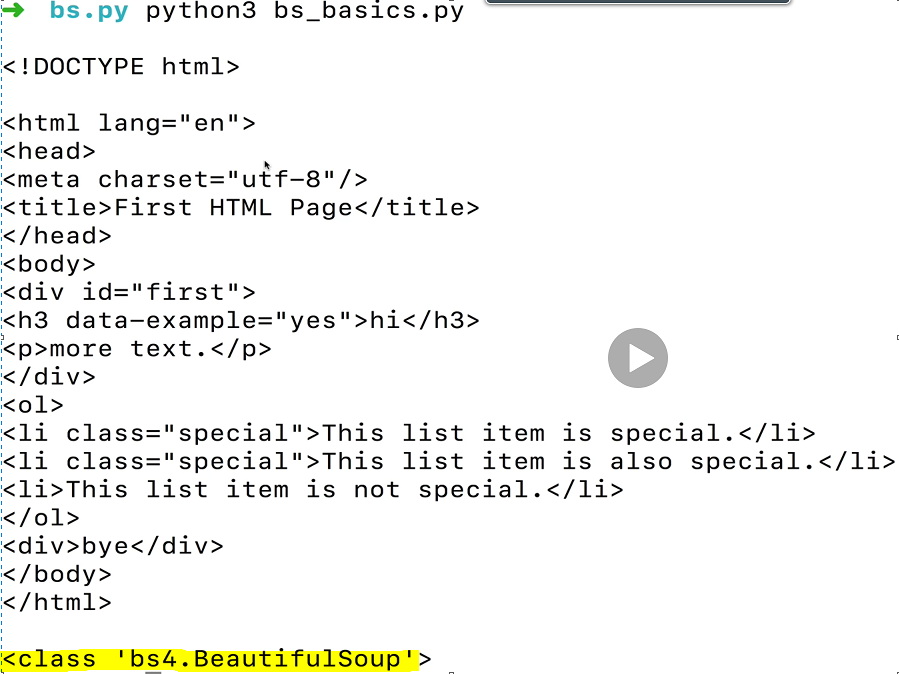 ➜ bs.py python3 bs_basics.py
<!DOCTYPE html>
<html lang="en">
<head>
<meta charset="utf-8"/>
<title>First HTML Page</title>
</head>
<body>
<div id="first">
<h3 data-example="yes">hi</h3>
<p>more text.</p>
</div>
<ol>
<li class="special">This list item is special.</li>
<li class="special">This list item is also special.</li>
<li>This list item is not special.</li>
</ol>
<div>bye</div>
</body>
</html>
<class 'bs4.BeautifulSoup'>